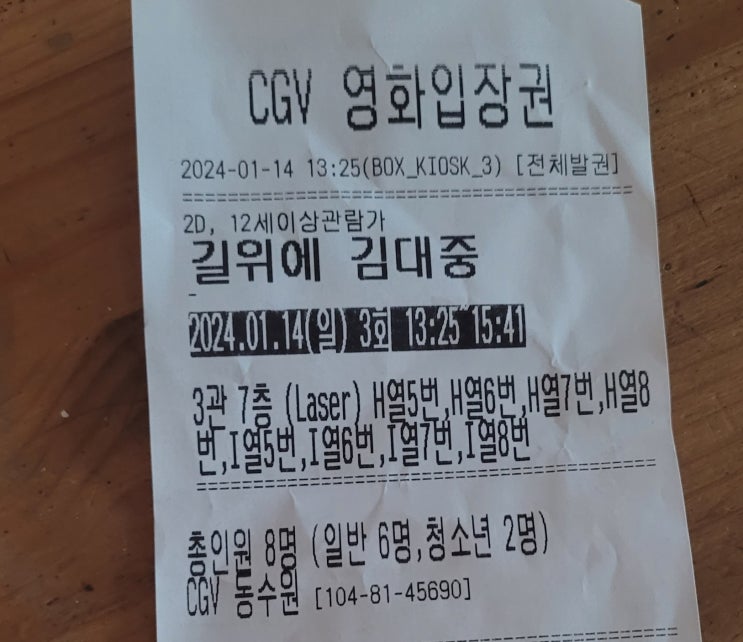 CGV 영화입장권
2024-01-14 13:25(BOX_KIOSK_3) [전체발권]
================================================
2D, 12세이상관람가
길위에 김대중
-
2024.01.14(일) 3회 13:25~15:41
3관 7층 (Laser) H열5번,H열6번,H열7번,H열8
번,I열5번,I열6번,I열7번,I열8번
================================================
총인원 8명 (일반 6명,청소년 2명)
CGV 동수원 [104-81-45690]
================================================